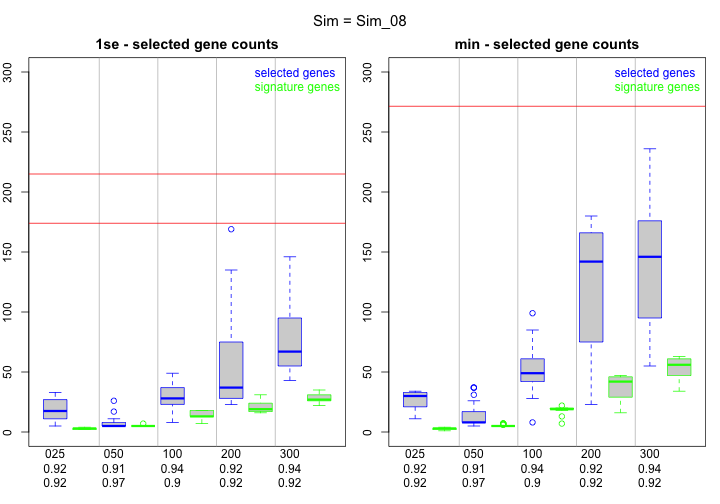 Sim = Sim_08
1se - selected gene counts
selected genes
signature genes
300
250
200
150
100
50
0
025 050 100 200 300
0.92 0.91 0.94 0.92 0.94
0.92 0.97 0.9 0.92 0.92
min - selected gene counts
selected genes
signature genes
300
250
200
150
100
50
0
025 050 100 200 300
0.92 0.91 0.94 0.92 0.94
0.92 0.97 0.9 0.92 0.92